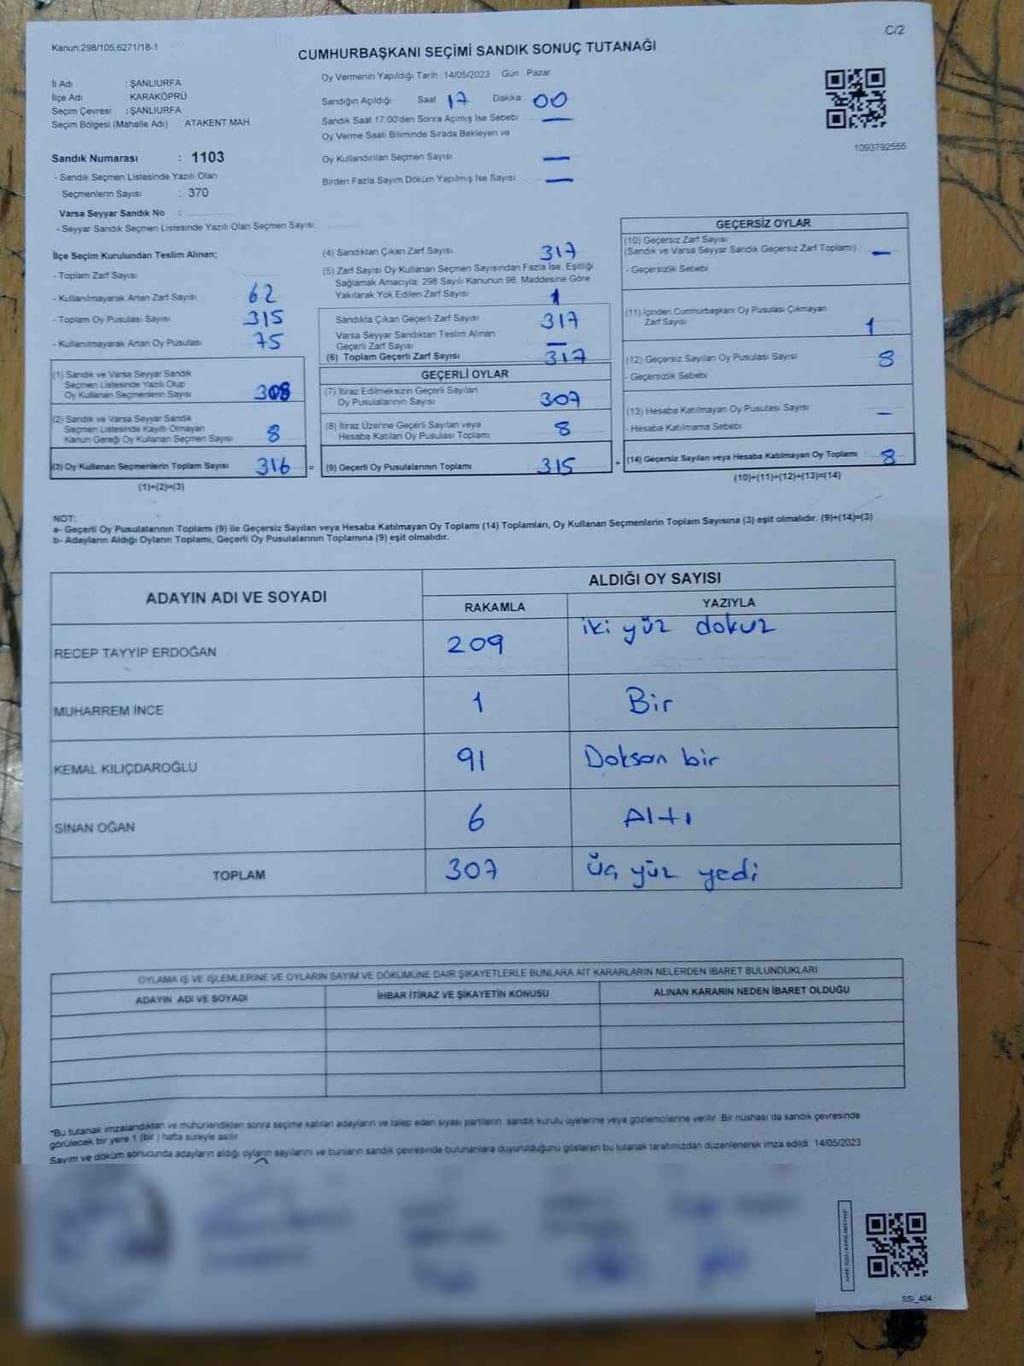 Kanun:298/105;6271/18-1
C/2
CUMHURBAŞKANI SEÇİMİ SANDIK SONUÇ TUTANAĞI
İl Adı : ŞANLIURFA
İlçe Adı : KARAKÖPRÜ
Seçim Çevresi : ŞANLIURFA
Seçim Bölgesi (Mahalle Adı) : ATAKENT MAH.
Sandık Numarası : 1103
- Sandık Seçmen Listesinde Yazılı Olan
Seçmenlerin Sayısı : 370
Varsa Seyyar Sandık No :
- Seyyar Sandık Seçmen Listesinde Yazılı Olan Seçmen Sayısı:
Oy Vermenin Yapıldığı Tarih :14/05/2023 Gün Pazar
Sandığın Açıldığı Saat 17 Dakika 00
Sandık Saat 17:00'den Sonra Açımış İse Sebebi —
Oy Verme Saati Bitiminde Sırada Bekleyen ve
Oy Kullandırılan Seçmen Sayısı —
Birden Fazla Sayım Döküm Yapılmış İse Sayısı —
1093792555
İlçe Seçim Kurulundan Teslim Alınan;
- Toplam Zarf Sayısı
- Kullanılmayarak Artan Zarf Sayısı 62
- Toplam Oy Pusulası Sayısı 315
- Kullanılmayarak Artan Oy Pusulası 75
(1) Sandık ve Varsa Seyyar Sandık
Seçmen Listesinde Yazılı Olup
Oy Kullanan Seçmenlerin Sayısı 308
(2) Sandık ve Varsa Seyyar Sandık
Seçmen Listesinde Kayıtlı Olmayan
Kanun Gereği Oy Kullanan Seçmen Sayısı 8
(3) Oy Kullanan Seçmenlerin Toplam Sayısı 316 =
(1)+(2)=(3)
(4) Sandıktan Çıkan Zarf Sayısı 317
(5) Zarf Sayısı Oy Kullanan Seçmen Sayısından Fazla İse, Eşitliği
Sağlamak Amacıyla; 298 Sayılı Kanunun 98. Maddesine Göre
Yakılarak Yok Edilen Zarf Sayısı 1
Sandıkta Çıkan Geçerli Zarf Sayısı 317
Varsa Seyyar Sandıktan Teslim Alınan
Geçerli Zarf Sayısı —
(6) Toplam Geçerli Zarf Sayısı 317
GEÇERLİ OYLAR
(7) İtiraz Edilmeksizin Geçerli Sayılan
Oy Pusulalarının Sayısı 307
(8) İtiraz Üzerine Geçerli Sayılan veya
Hesaba Katılan Oy Pusulası Toplamı 8
(9) Geçerli Oy Pusulalarının Toplamı 315 +
GEÇERSİZ OYLAR
(10) Geçersiz Zarf Sayısı
(Sandık ve Varsa Seyyar Sandık Geçersiz Zarf Toplamı) —
- Geçersizlik Sebebi
(11) İçinden Cumhurbaşkanı Oy Pusulası Çıkmayan
Zarf Sayısı 1
(12) Geçersiz Sayılan Oy Pusulası Sayısı 8
- Geçersizlik Sebebi
(13) Hesaba Katılmayan Oy Pusulası Sayısı —
- Hesaba Katılmama Sebebi
(14) Geçersiz Sayılan veya Hesaba Katılmayan Oy Toplamı 8
(10)+(11)+(12)+(13)=(14)
NOT:
a- Geçerli Oy Pusulalarının Toplamı (9) ile Geçersiz Sayılan veya Hesaba Katılmayan Oy Toplamı (14) Toplamları, Oy Kullanan Seçmenlerin Toplam Sayısına (3) eşit olmalıdır. (9)+(14)=(3)
b- Adayların Aldığı Oyların Toplamı, Geçerli Oy Pusulalarının Toplamına (9) eşit olmalıdır.
ADAYIN ADI VE SOYADI
ALDIĞI OY SAYISI
RAKAMLA YAZIYLA
RECEP TAYYİP ERDOĞAN 209 iki yüz dokuz
MUHARREM İNCE 1 Bir
KEMAL KILIÇDAROĞLU 91 Doksan bir
SİNAN OĞAN 6 Altı
TOPLAM 307 üç yüz yedi
OYLAMA İŞ VE İŞLEMLERİNE VE OYLARIN SAYIM VE DÖKÜMÜNE DAİR ŞİKAYETLERLE BUNLARA AİT KARARLARIN NELERDEN İBARET BULUNDUKLARI
ADAYIN ADI VE SOYADI İHBAR İTİRAZ VE ŞİKAYETİN KONUSU ALINAN KARARIN NEDEN İBARET OLDUĞU
*Bu tutanak imzalandıktan ve mühürlendikten sonra seçime katılan adayların ve talep eden siyasi partilerin sandık kurulu üyelerine veya gözlemcilerine verilir. Bir nüshası da sandık çevresinde
görülecek bir yere 1 (bir) hafta süreyle asılır
Sayım ve döküm sonucunda adayların aldığı oyların sayılarını ve bunların sandık çevresinde bulunanlara duyurulduğunu gösteren bu tutanak tarafımızdan düzenlenerek imza edildi. 14/05/2023
SSI_404